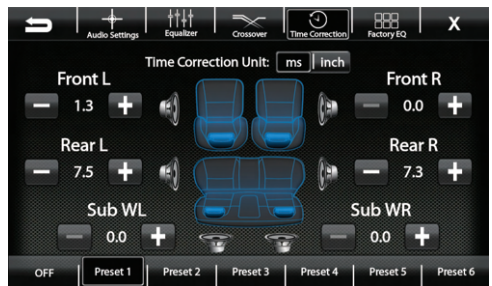 Audio Settings Equalizer Crossover Time Correction Factory EQ X
Time Correction Unit: ms inch
Front L Front R
1.3 0.0
Rear L Rear R
7.5 7.3
Sub WL Sub WR
0.0 0.0
OFF Preset 1 Preset 2 Preset 3 Preset 4 Preset 5 Preset 6